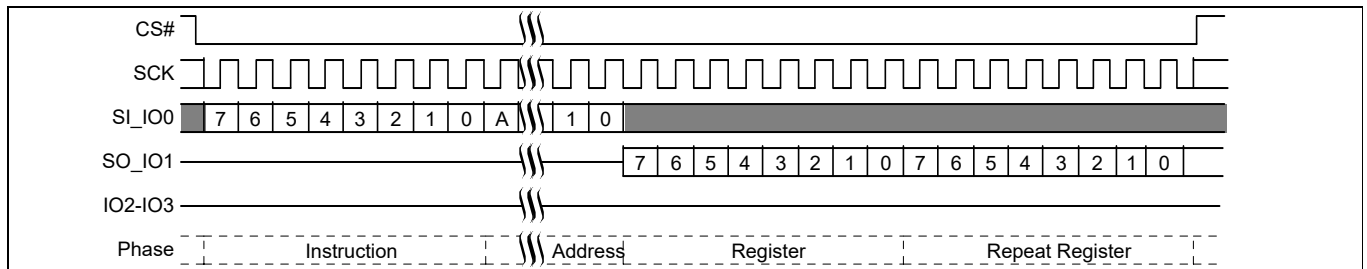 CS#
SCK
SI_IO0 7 6 5 4 3 2 1 0 A 1 0
SO_IO1 7 6 5 4 3 2 1 0 7 6 5 4 3 2 1 0
IO2-IO3
Phase Instruction Address Register Repeat Register